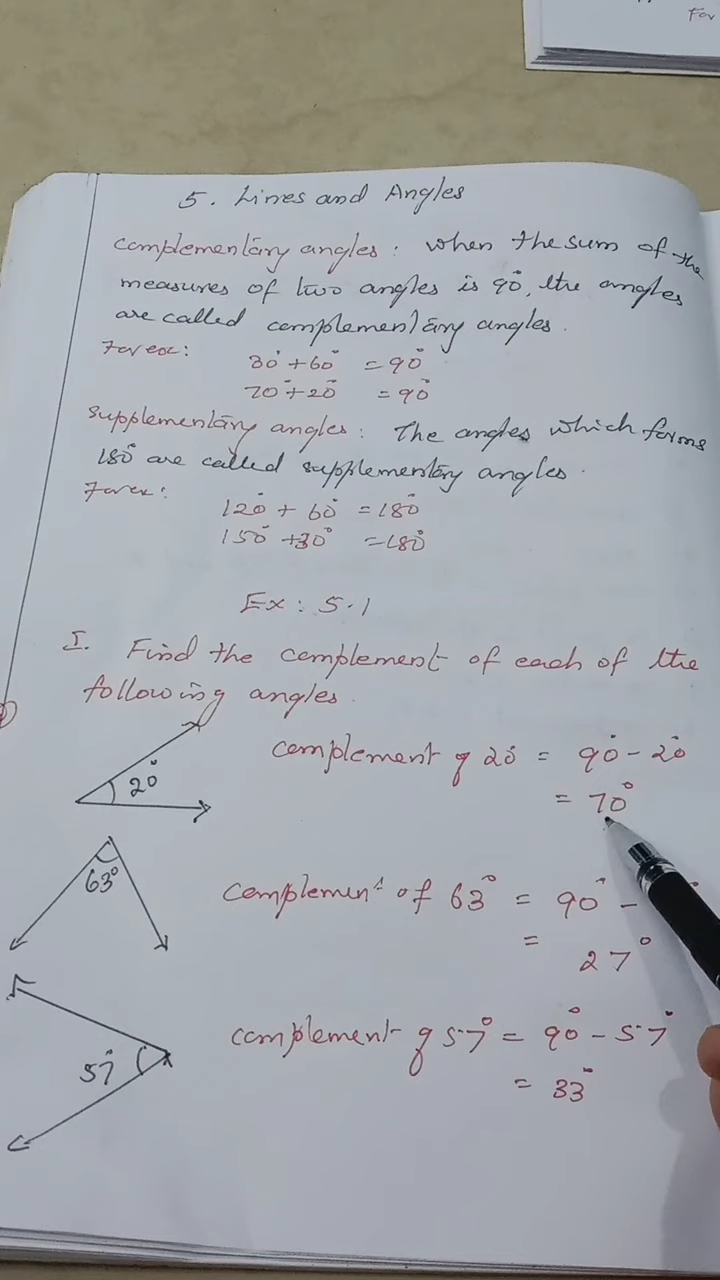 For
5. Lines and Angles
complementary angles: when the sum of the
measures of two angles is 90°, the angles
are called complementary angles.
For ex:
30° + 60° = 90°
70° + 20° = 90°
supplementary angles: The angles which forms
180° are called supplementary angles.
For ex:
120° + 60° = 180°
150° + 30° = 180°
Ex: 5.1
I. Find the complement of each of the
following angles.
20°
complement of 20° = 90° - 20°
= 70°
63°
complement of 63° = 90° -
= 27°
57°
complement of 57° = 90° - 57°
= 33°